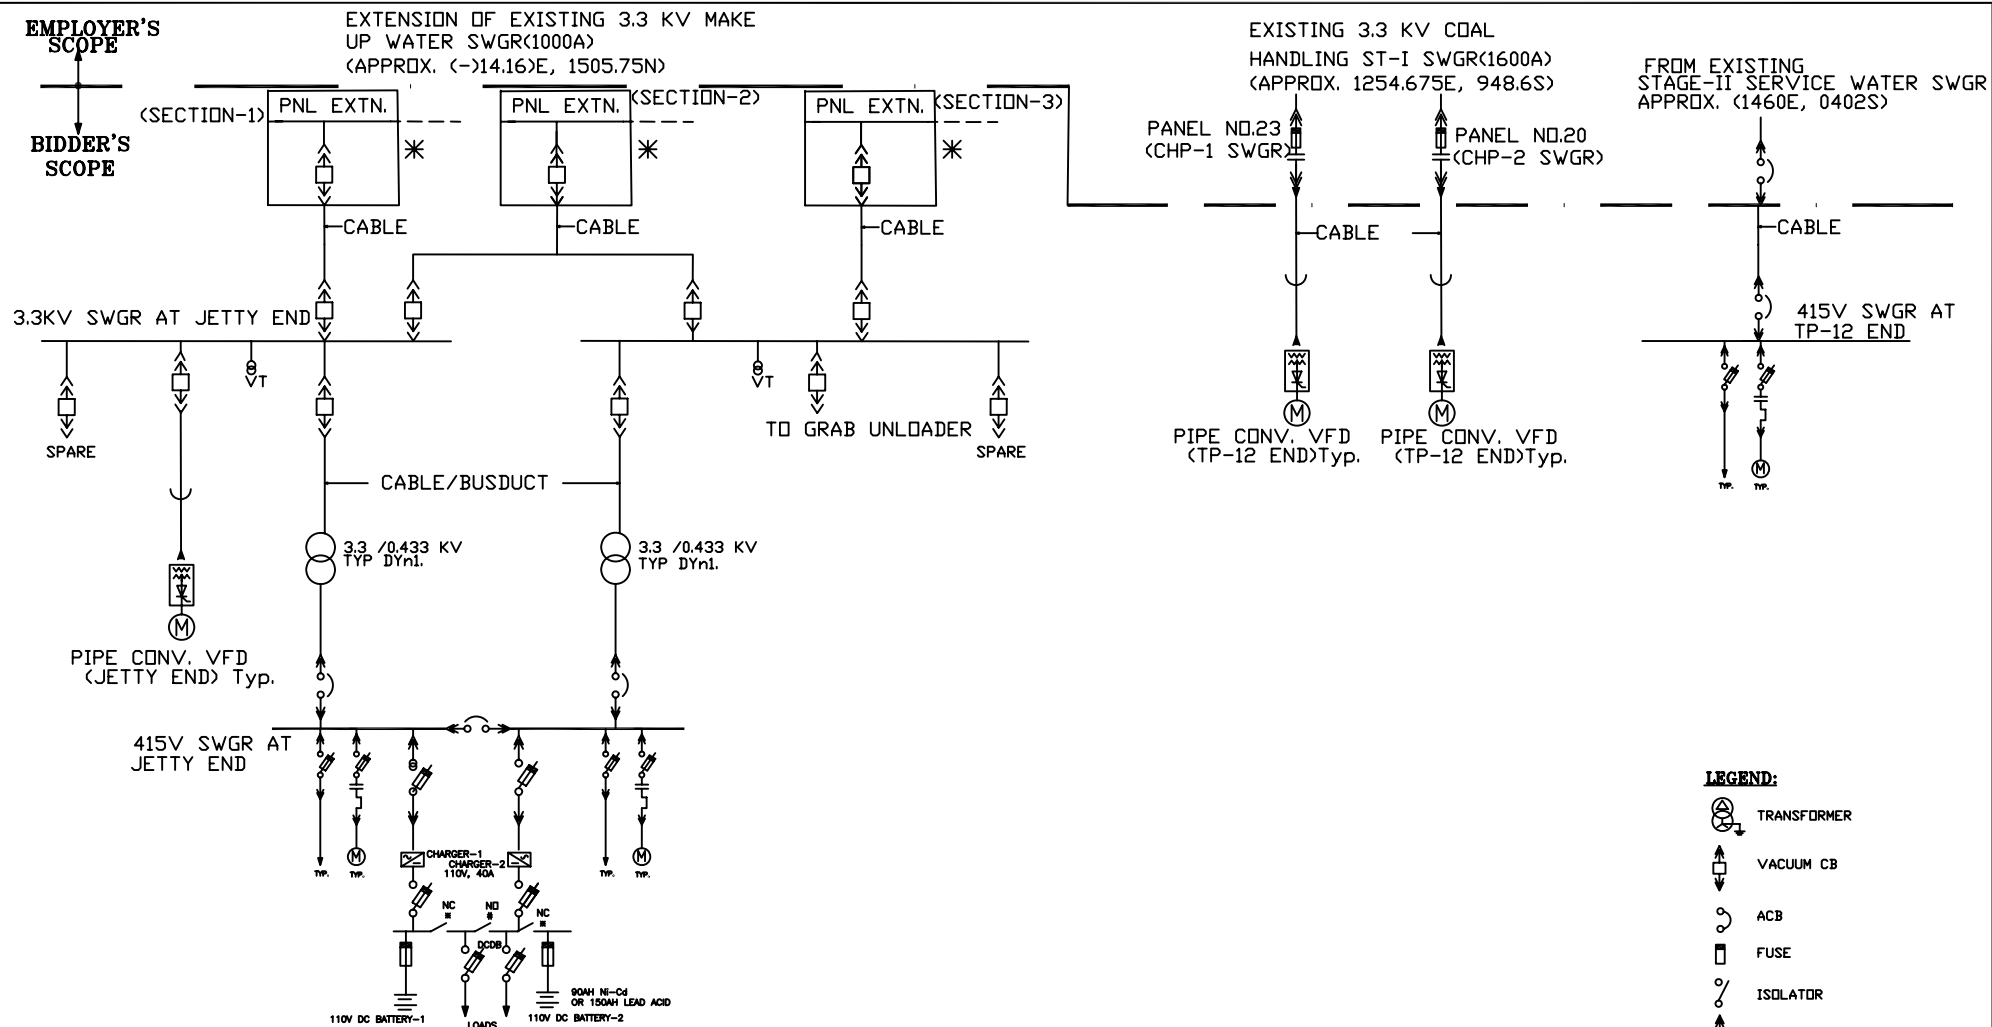 EMPLOYER'S
SCOPE
BIDDER'S
SCOPE
EXTENSION OF EXISTING 3.3 KV MAKE
UP WATER SWGR(1000A)
(APPROX. (-)14.16)E, 1505.75N)
EXISTING 3.3 KV COAL
HANDLING ST-I SWGR(1600A)
(APPROX. 1254.675E, 948.6S)
FROM EXISTING
STAGE-II SERVICE WATER SWGR
APPROX. (1460E, 0402S)
(SECTION-1)
PNL EXTN.
PNL EXTN.
(SECTION-2)
PNL EXTN.
(SECTION-3)
PANEL NO.23
(CHP-1 SWGR)
PANEL NO.20
(CHP-2 SWGR)
CABLE
CABLE
CABLE
CABLE
CABLE
3.3KV SWGR AT JETTY END
415V SWGR AT
TP-12 END
VT
VT
SPARE
TO GRAB UNLOADER
SPARE
M
PIPE CONV. VFD
(TP-12 END)Typ.
M
PIPE CONV. VFD
(TP-12 END)Typ.
M
TYP.
TYP.
CABLE/BUSDUCT
3.3 /0.433 KV
TYP DYn1.
3.3 /0.433 KV
TYP DYn1.
M
PIPE CONV. VFD
(JETTY END) Typ.
415V SWGR AT
JETTY END
M
M
TYP.
TYP.
TYP.
TYP.
CHARGER-1
CHARGER-2
110V, 40A
NC
NO
NC
DCDB
90AH Ni-Cd
OR 150AH LEAD ACID
110V DC BATTERY-1
LOADS
110V DC BATTERY-2
LEGEND:
TRANSFORMER
VACUUM CB
ACB
FUSE
ISOLATOR